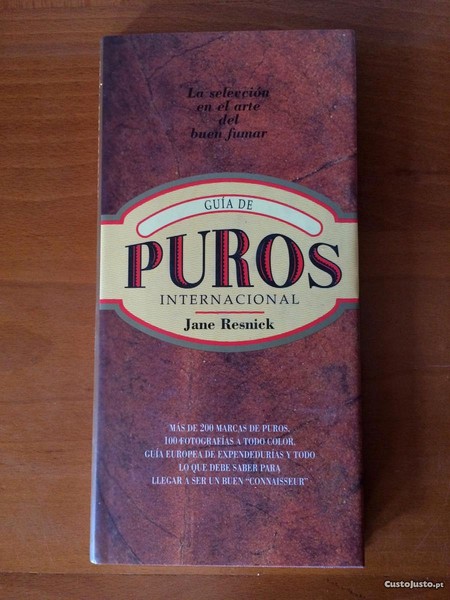 La selección
en el arte
del
buen fumar
GUÍA DE
PUROS
INTERNACIONAL
Jane Resnick
MÁS DE 200 MARCAS DE PUROS.
100 FOTOGRAFÍAS A TODO COLOR.
GUÍA EUROPEA DE EXPENDEDURÍAS Y TODO
LO QUE DEBE SABER PARA
LLEGAR A SER UN BUEN “CONNAISSEUR”
CustoJusto.pt